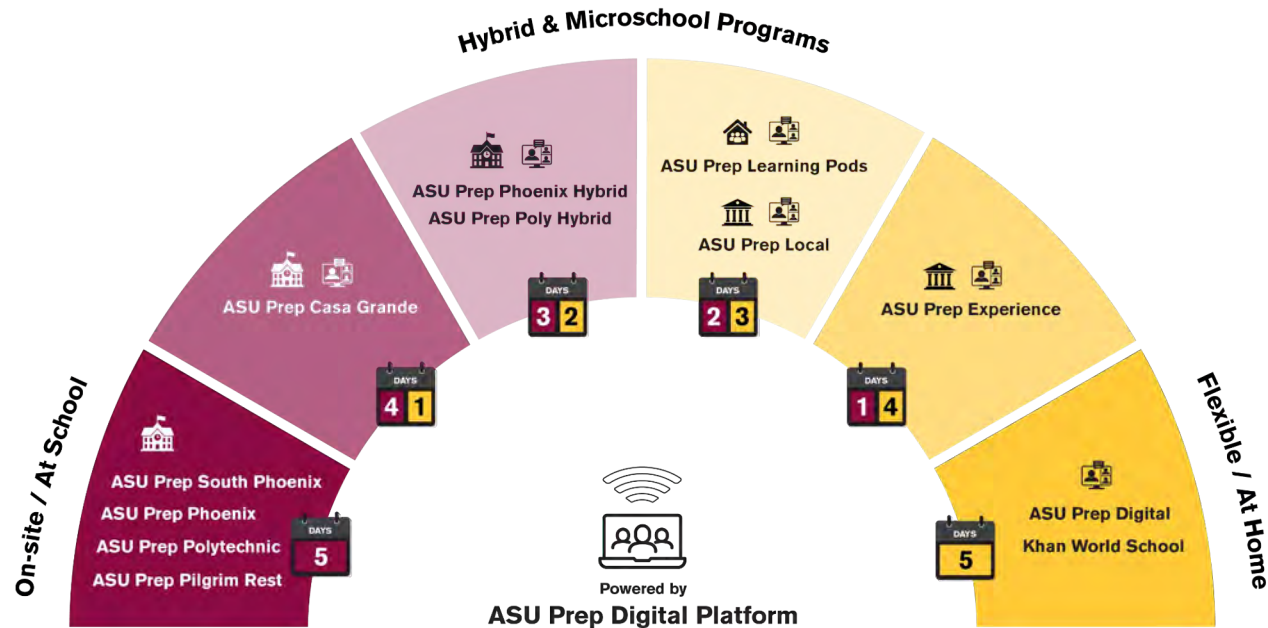 Hybrid & Microschool Programs
ASU Prep Learning Pods
ASU Prep Phoenix Hybrid
ASU Prep Poly Hybrid
ASU Prep Local
DAYS
3 2
DAYS
2 3
ASU Prep Casa Grande
ASU Prep Experience
DAYS
4 1
DAYS
1 4
On-site / At School
Flexible / At Home
ASU Prep South Phoenix
ASU Prep Phoenix
ASU Prep Polytechnic
ASU Prep Pilgrim Rest
DAYS
5
DAYS
5
ASU Prep Digital
Khan World School
Powered by
ASU Prep Digital Platform